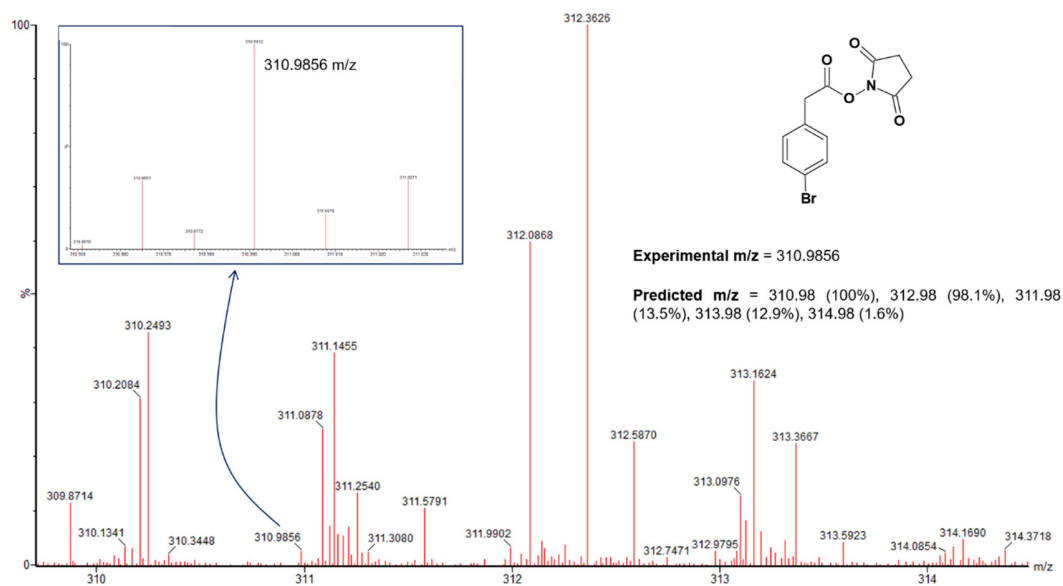 100
%
0
310
311
312
313
314
m/z
309.8714
310.1341
310.2084
310.2493
310.3448
310.9856
311.0878
311.1455
311.2540
311.3080
311.5791
311.9902
312.0868
312.3626
312.5870
312.7471
312.9795
313.0976
313.1624
313.3667
313.5923
314.0854
314.1690
314.3718
310.9856 m/z
100
%
0
m/z
O
O
O
N
O
Br
Experimental m/z = 310.9856
Predicted m/z = 310.98 (100%), 312.98 (98.1%), 311.98
(13.5%), 313.98 (12.9%), 314.98 (1.6%)